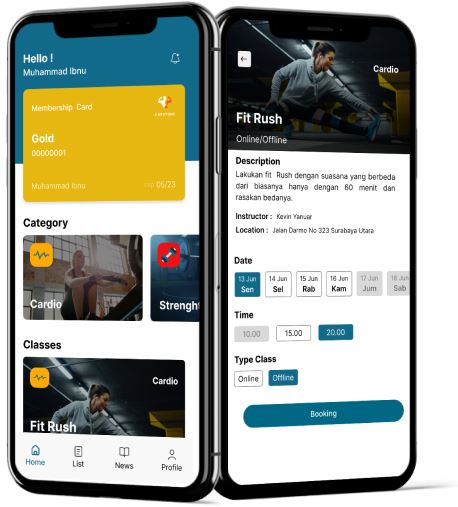 Hello !
Muhammad Ibnu
Membership Card
Gold
00000001
Muhammad Ibnu
exp 05/23
Category
Cardio
Strenght
Classes
Cardio
Fit Rush
Home
List
News
Profile
Cardio
Fit Rush
Online/Offline
Description
Lakukan fit Rush dengan suasana yang berbeda
dari biasanya hanya dengan 60 menit dan
rasakan bedanya.
Instructor : Kevin Yanuar
Location : Jalan Darmo No 323 Surabaya Utara
Date
13 Jun 14 Jun 15 Jun 16 Jun 17 Jun 18 Jun
Sen Sel Rab Kam Jum Sab
Time
10.00 15.00 20.00
Type Class
Online Offline
Booking